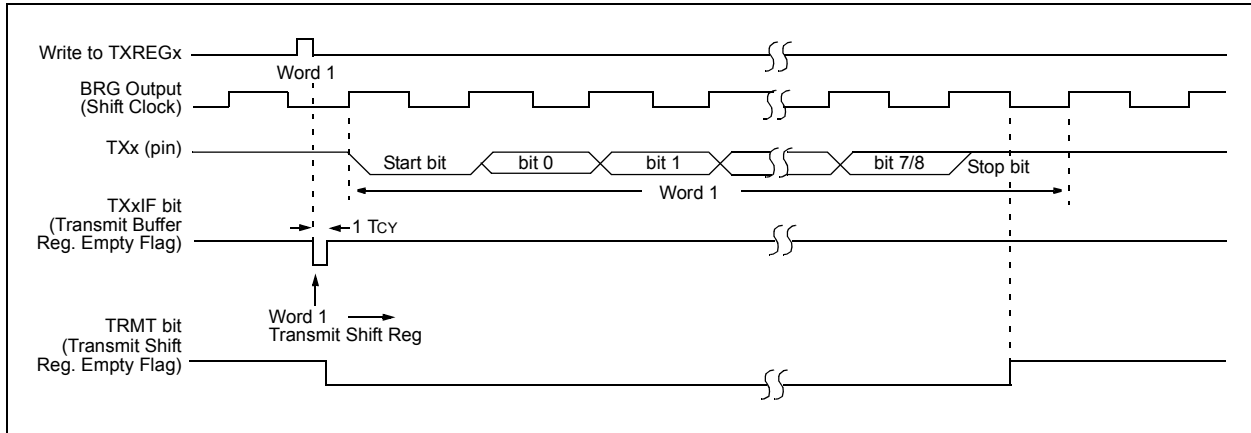 Write to TXREGx
Word 1
BRG Output
(Shift Clock)
TXx (pin)
Start bit
bit 0
bit 1
bit 7/8
Stop bit
Word 1
TXxIF bit
(Transmit Buffer
Reg. Empty Flag)
1 TCY
Word 1
Transmit Shift Reg
TRMT bit
(Transmit Shift
Reg. Empty Flag)